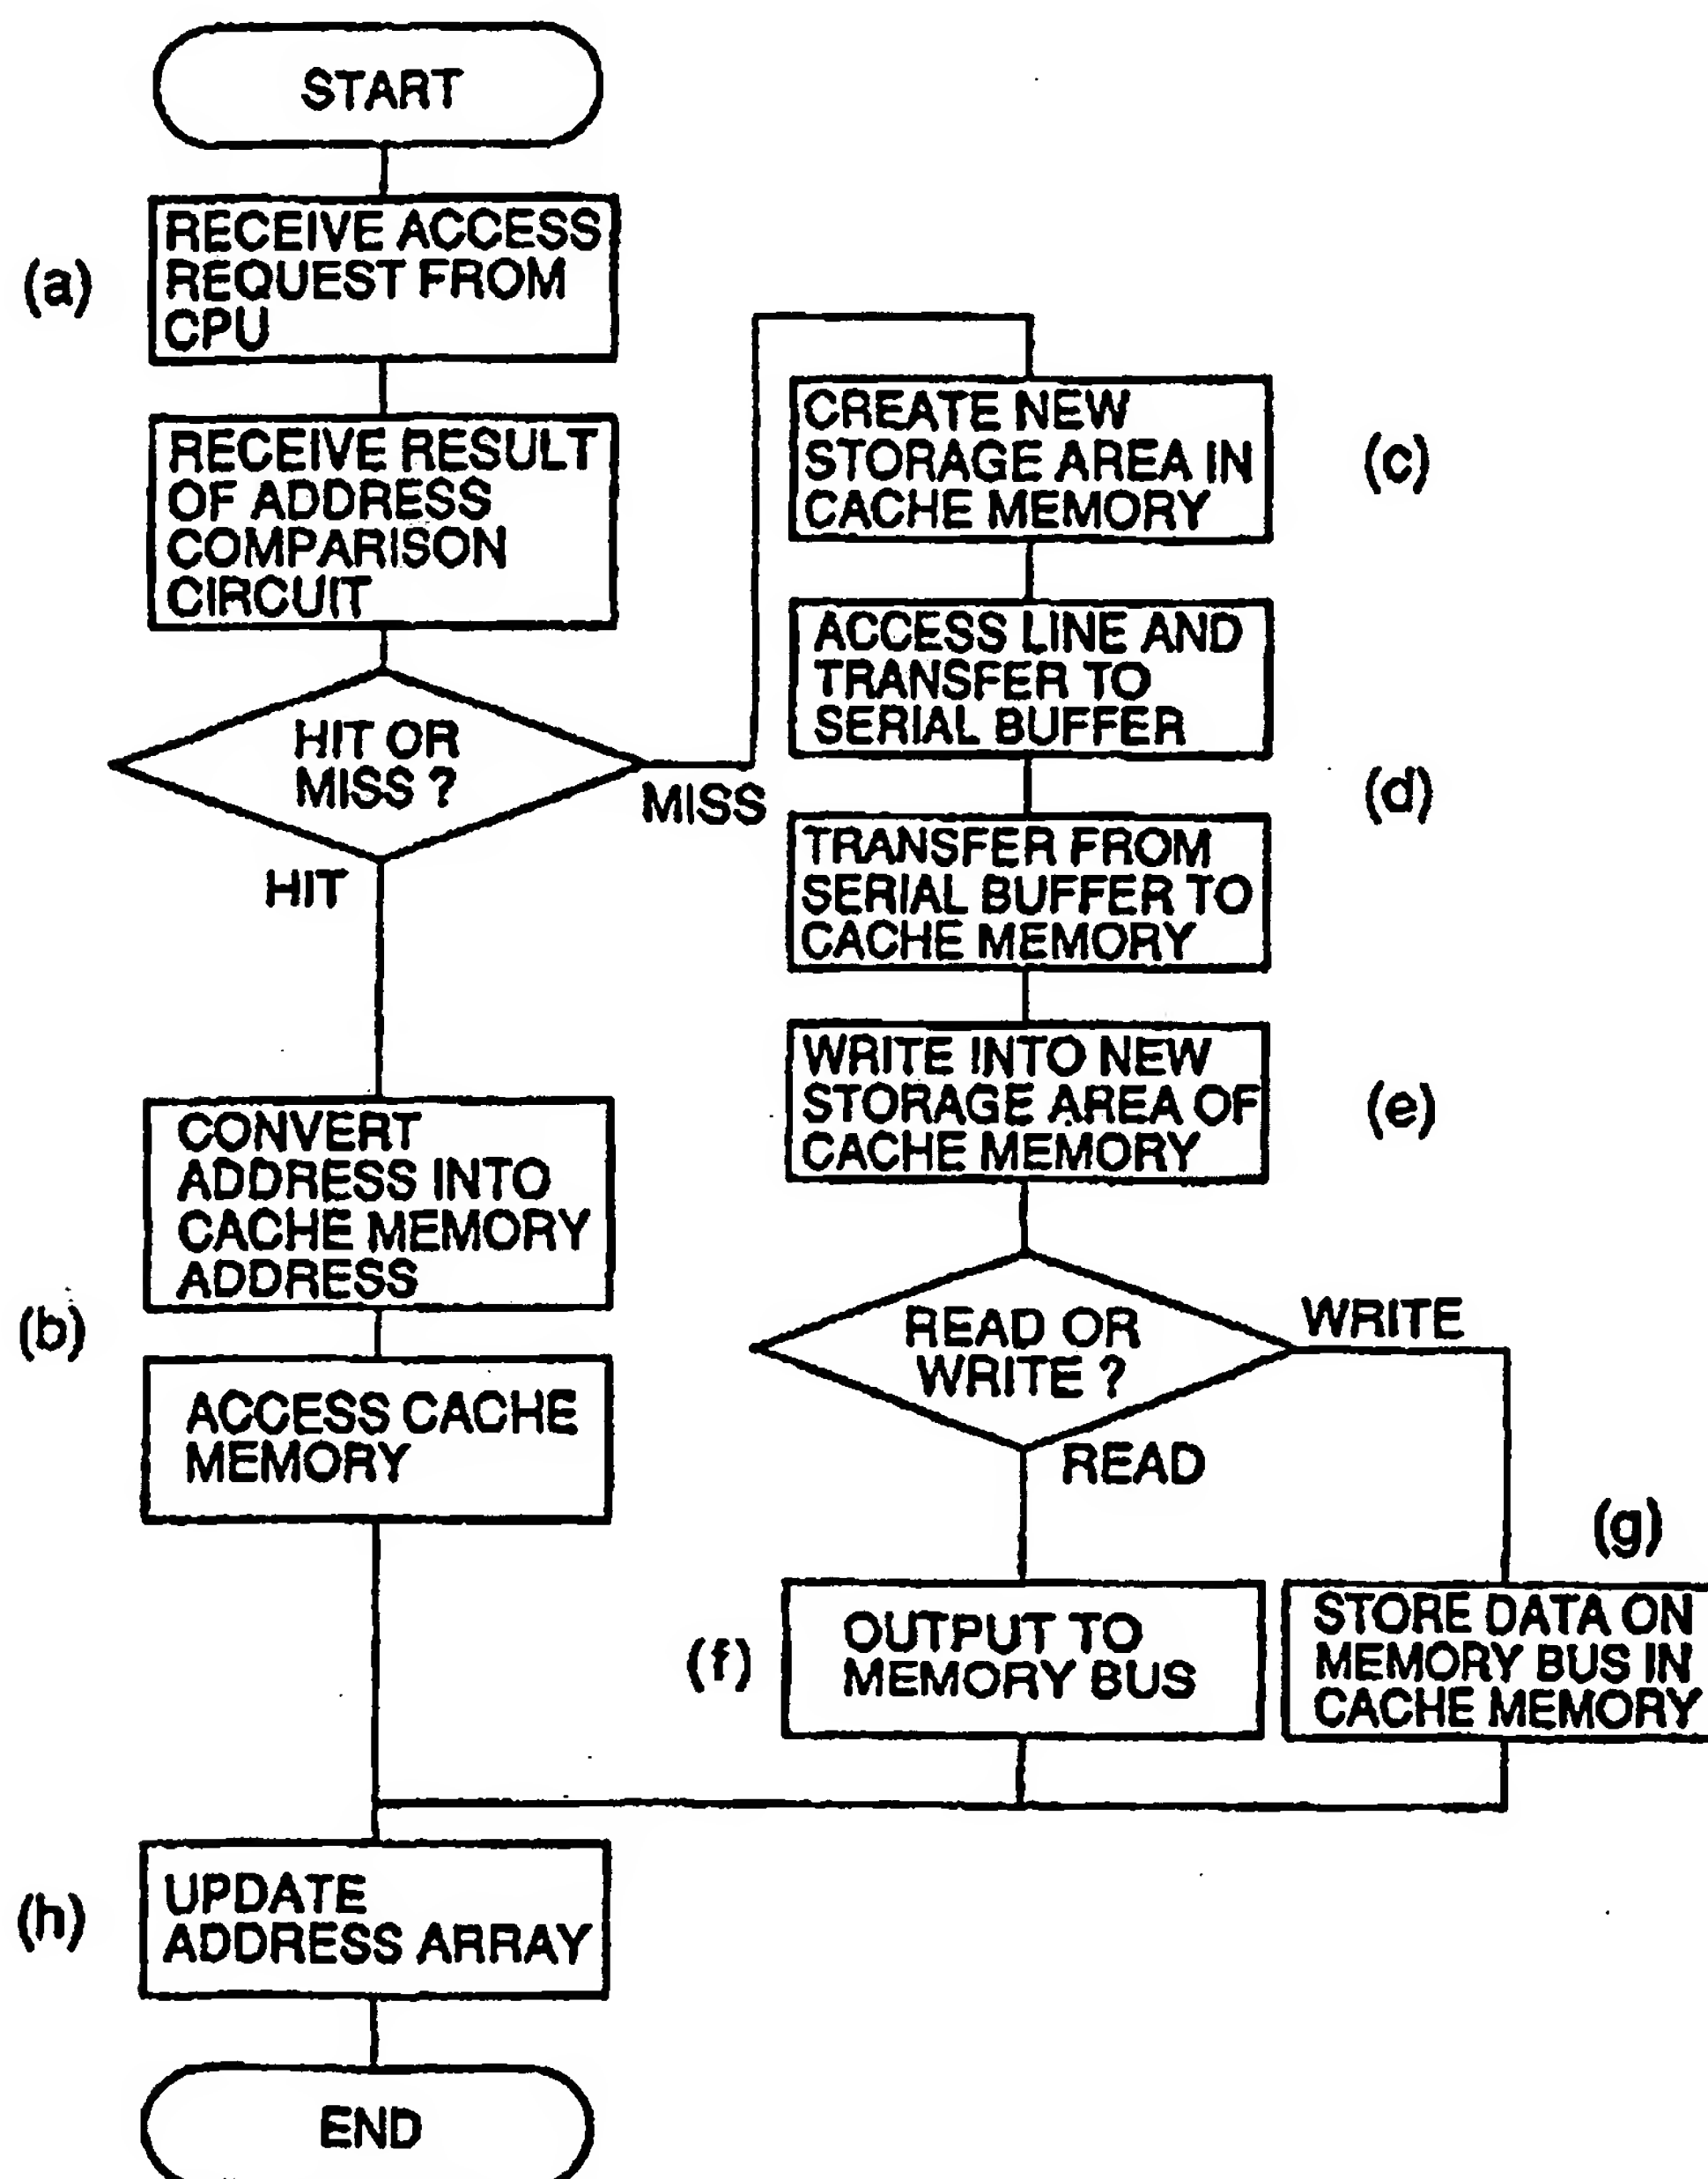 START
(a)
RECEIVE ACCESS
REQUEST FROM
CPU
RECEIVE RESULT
OF ADDRESS
COMPARISON
CIRCUIT
HIT OR
MISS ?
MISS
HIT
CONVERT
ADDRESS INTO
CACHE MEMORY
ADDRESS
(b)
ACCESS CACHE
MEMORY
CREATE NEW
STORAGE AREA IN
CACHE MEMORY
(c)
ACCESS LINE AND
TRANSFER TO
SERIAL BUFFER
(d)
TRANSFER FROM
SERIAL BUFFER TO
CACHE MEMORY
WRITE INTO NEW
STORAGE AREA OF
CACHE MEMORY
(e)
READ OR
WRITE ?
WRITE
READ
(f)
OUTPUT TO
MEMORY BUS
(g)
STORE DATA ON
MEMORY BUS IN
CACHE MEMORY
(h)
UPDATE
ADDRESS ARRAY
END